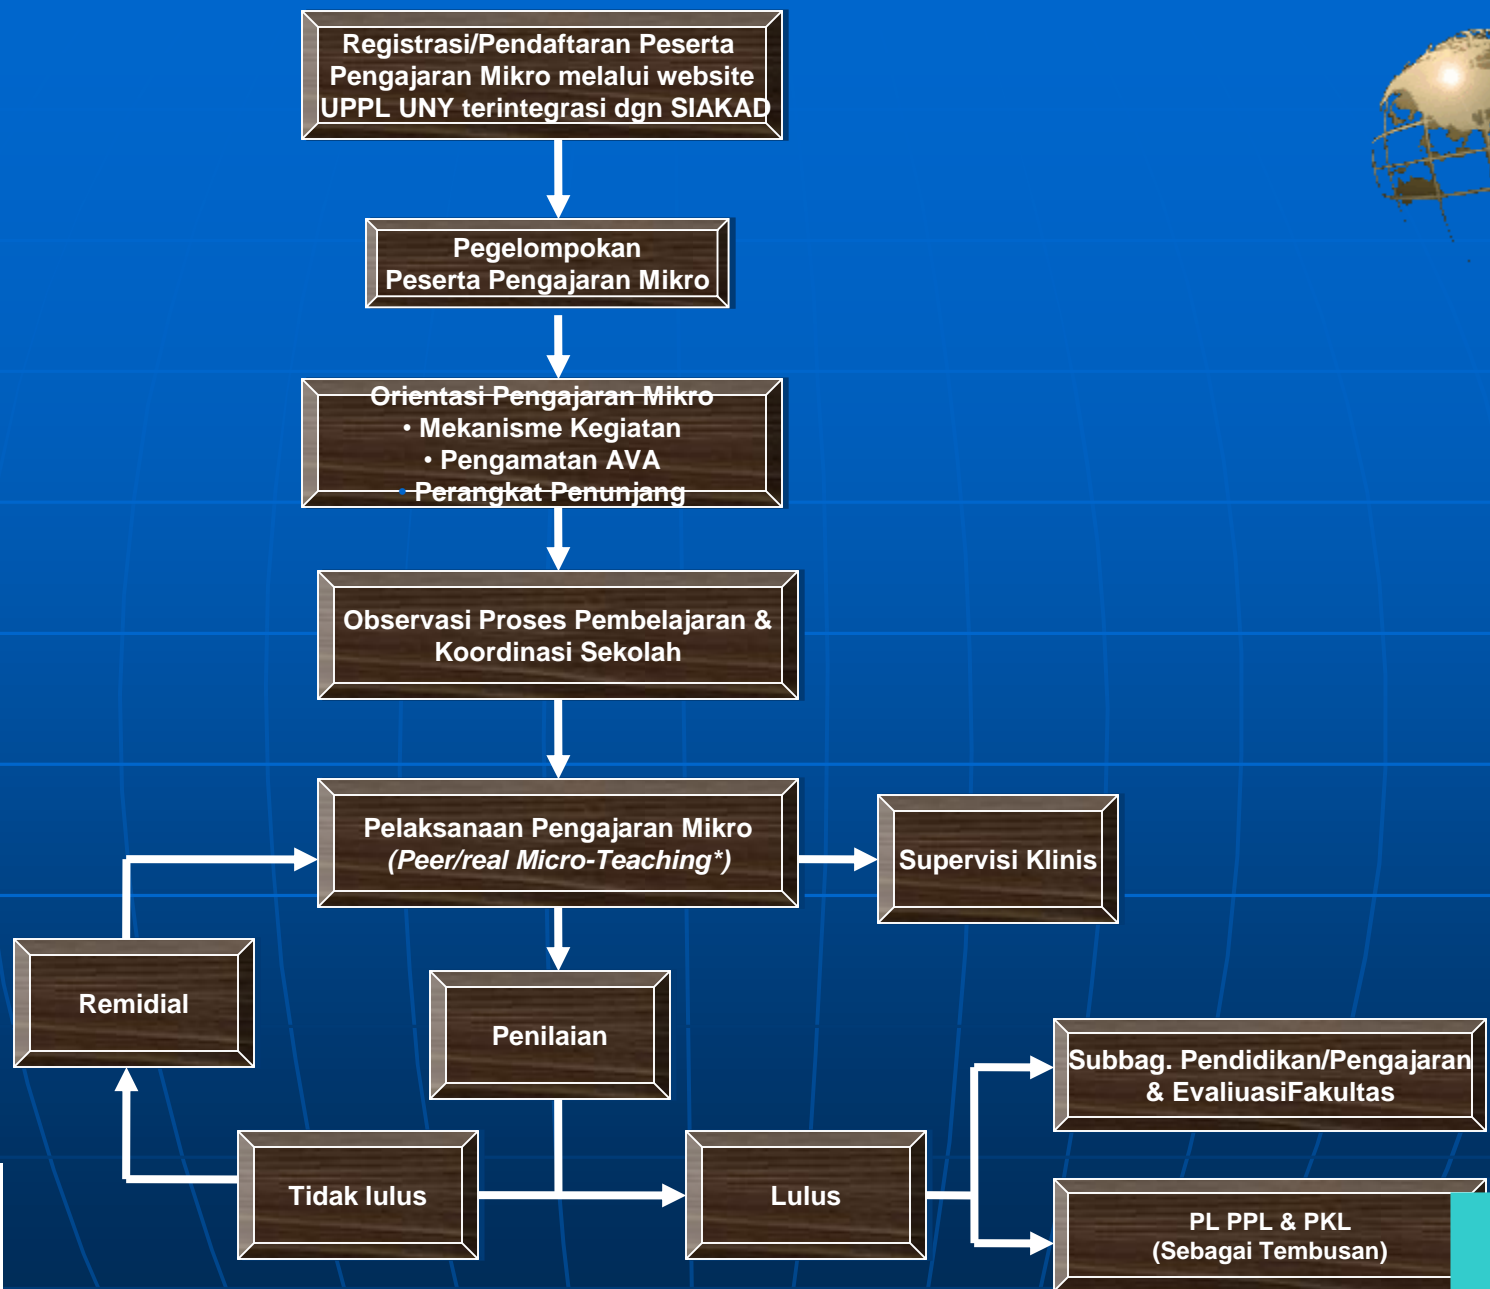 Registrasi/Pendaftaran Peserta
Pengajaran Mikro melalui website
UPPL UNY terintegrasi dgn SIAKAD
Pegelompokan
Peserta Pengajaran Mikro
Orientasi Pengajaran Mikro
• Mekanisme Kegiatan
• Pengamatan AVA
• Perangkat Penunjang
Observasi Proses Pembelajaran &
Koordinasi Sekolah
Pelaksanaan Pengajaran Mikro
(Peer/real Micro-Teaching*)
Supervisi Klinis
Remidial
Penilaian
Subbag. Pendidikan/Pengajaran
& EvaliuasiFakultas
Tidak lulus
Lulus
PL PPL & PKL
(Sebagai Tembusan)